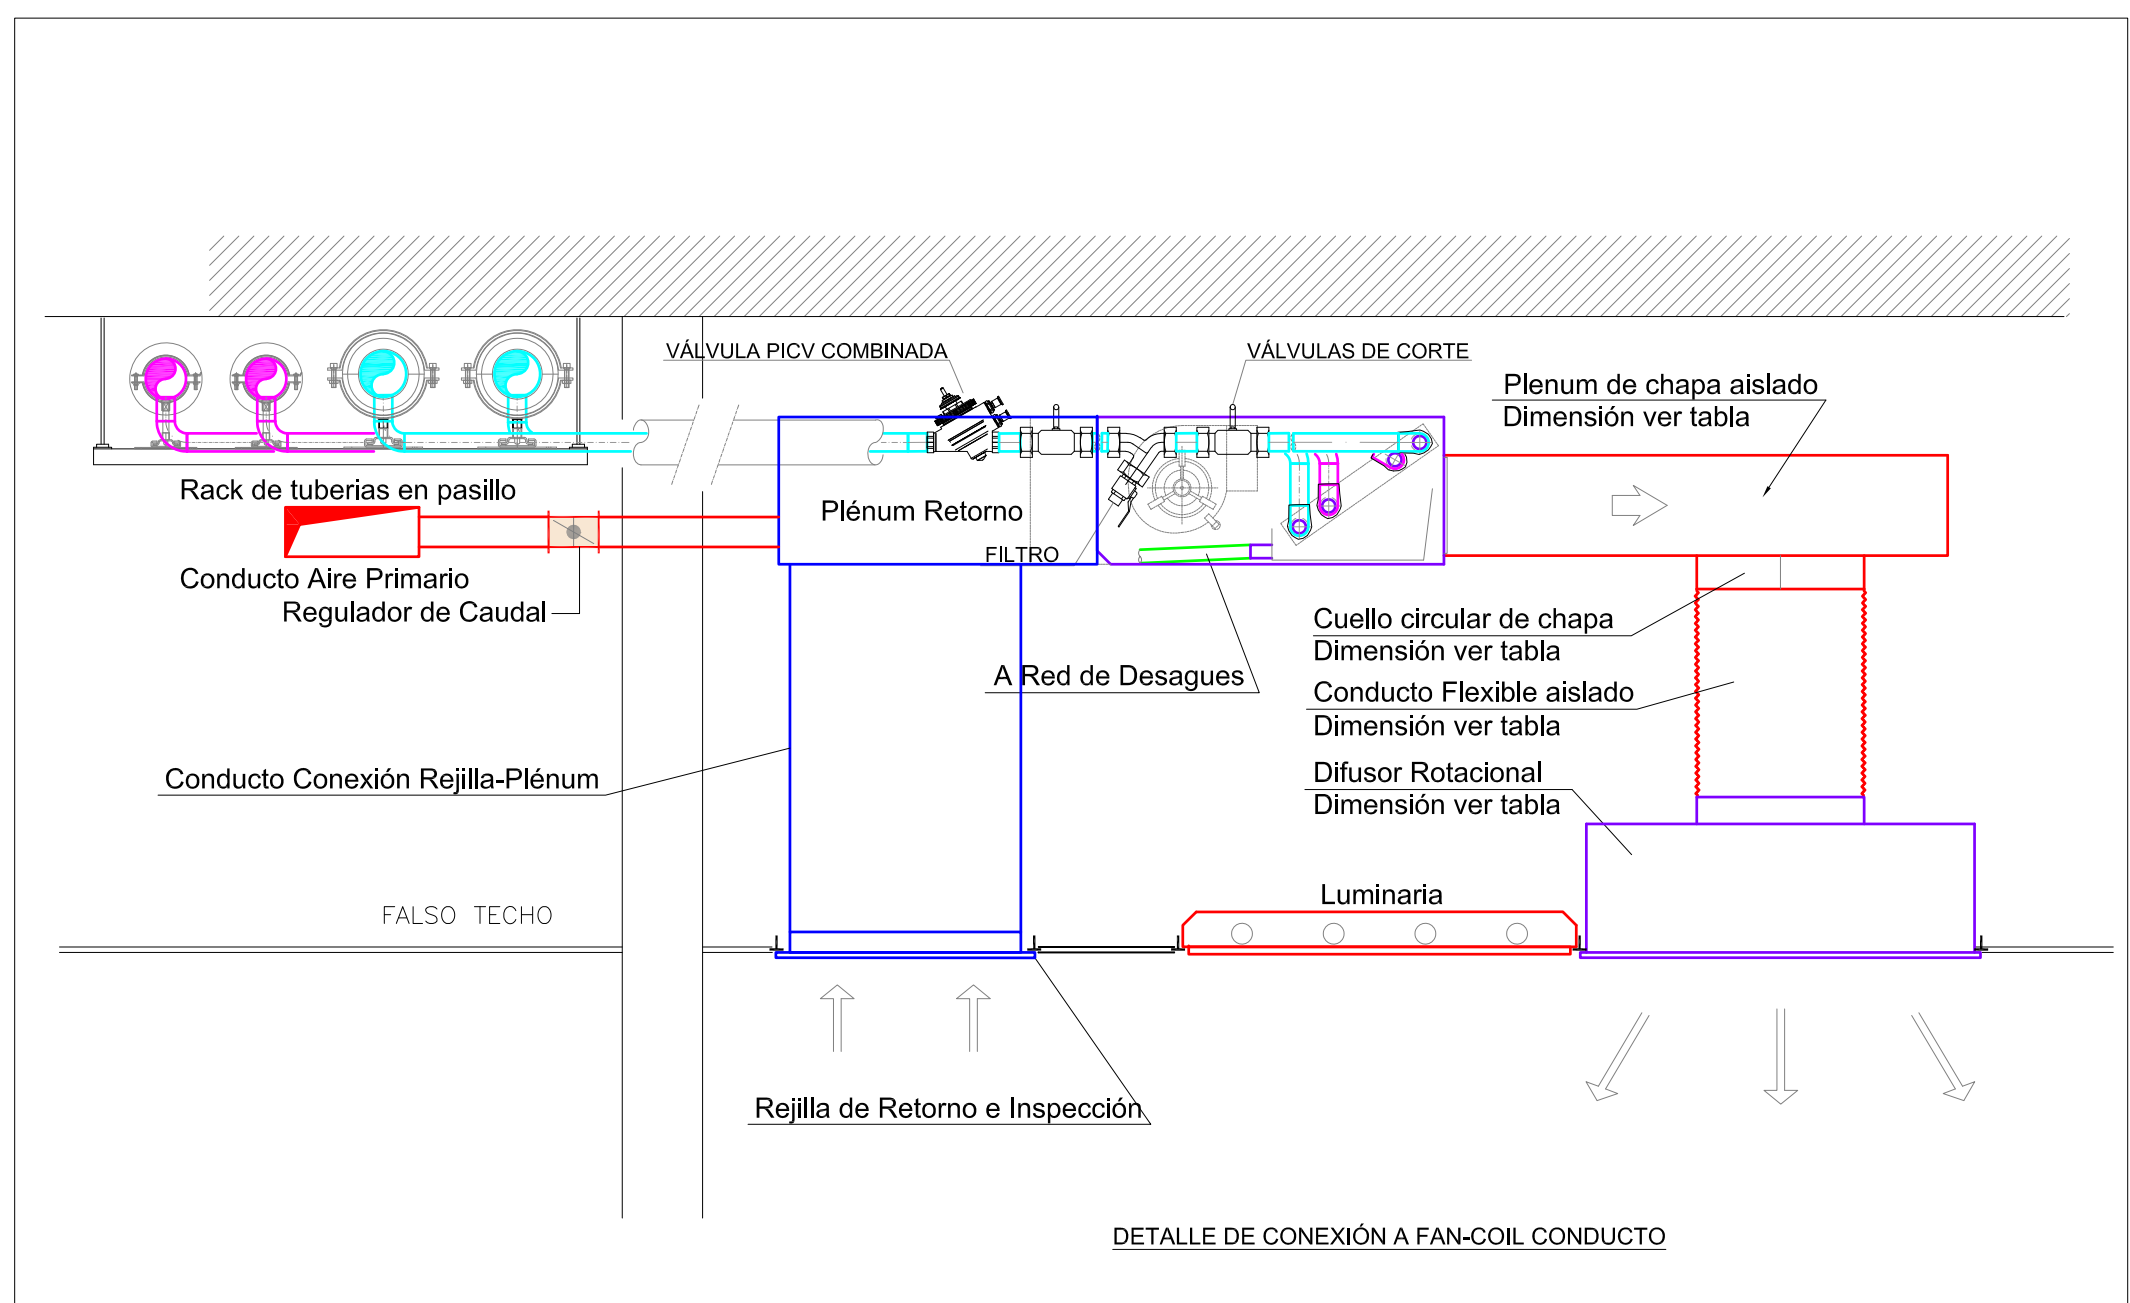 VÁLVULA PICV COMBINADA
VÁLVULAS DE CORTE
Plenum de chapa aislado
Dimensión ver tabla
Rack de tuberias en pasillo
Plénum Retorno
FILTRO
Conducto Aire Primario
Regulador de Caudal
Cuello circular de chapa
Dimensión ver tabla
A Red de Desagues
Conducto Flexible aislado
Dimensión ver tabla
Conducto Conexión Rejilla-Plénum
Difusor Rotacional
Dimensión ver tabla
Luminaria
FALSO TECHO
Rejilla de Retorno e Inspección
DETALLE DE CONEXIÓN A FAN-COIL CONDUCTO